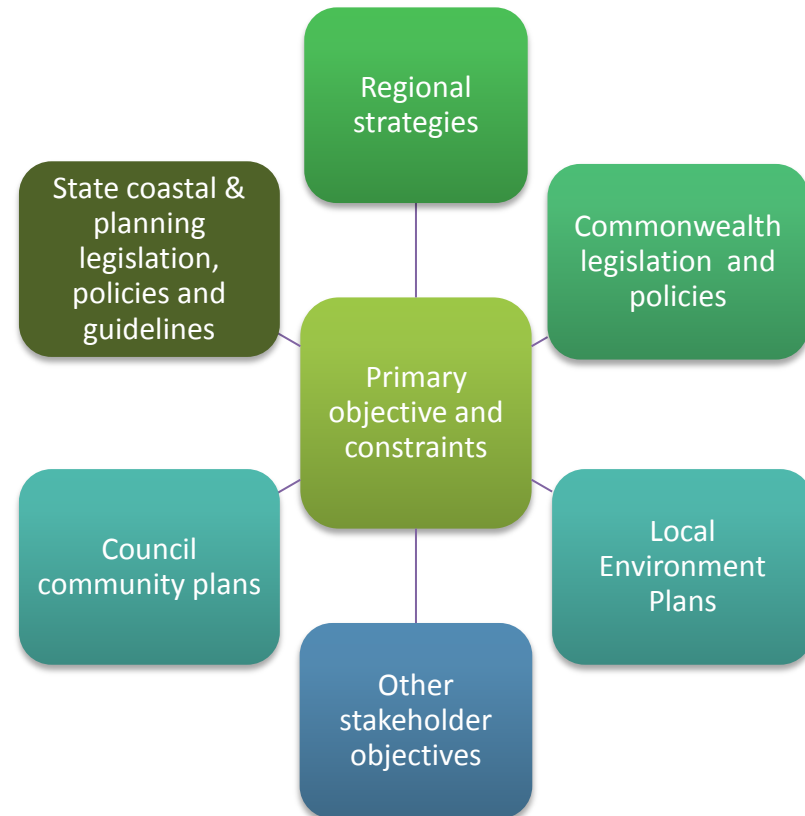 Regional
strategies
State coastal &
planning
legislation,
policies and
guidelines
Commonwealth
legislation  and
policies
Primary
objective and
constraints
Council
community plans
Local
Environment
Plans
Other
stakeholder
objectives